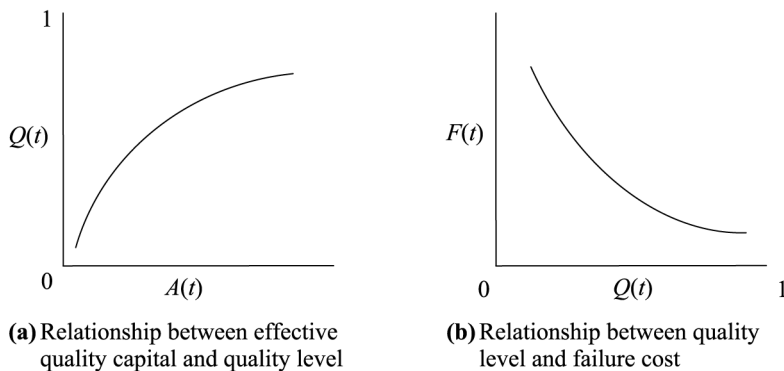 1
Q(t)
0
A(t)
(a) Relationship between effective
quality capital and quality level
F(t)
0
Q(t)
1
(b) Relationship between quality
level and failure cost